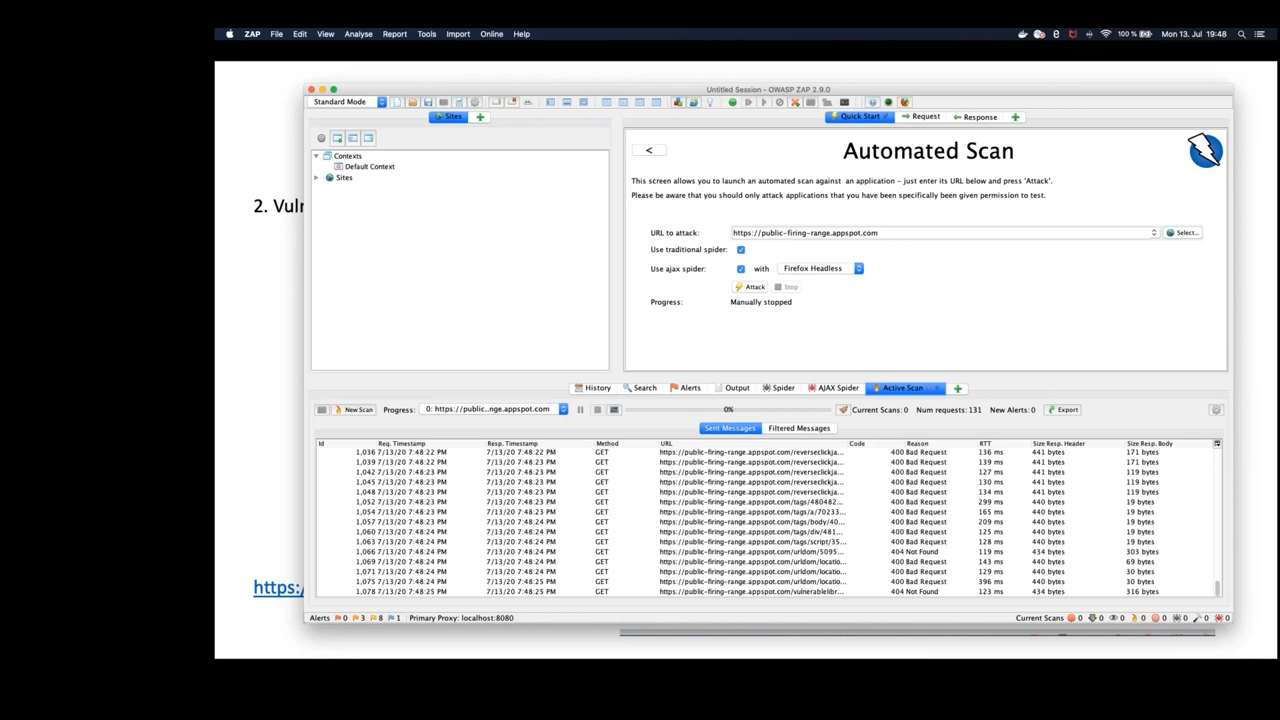 ZAP File Edit View Analyse Report Tools Import Online Help 100 % Mon 13. Jul 19:48
Untitled Session - OWASP ZAP 2.9.0
Standard Mode
Sites
Quick Start Request Response
Contexts
Default Context
Sites
<
Automated Scan
This screen allows you to launch an automated scan against an application - just enter its URL below and press 'Attack'.
Please be aware that you should only attack applications that you have been specifically been given permission to test.
2. Vulr
URL to attack: https://public-firing-range.appspot.com Select...
Use traditional spider:
Use ajax spider: with Firefox Headless
Attack Stop
Progress: Manually stopped
History Search Alerts Output Spider AJAX Spider Active Scan
New Scan Progress: 0: https://public...nge.appspot.com 0% Current Scans: 0 Num requests: 131 New Alerts: 0 Export
Sent Messages Filtered Messages
Id Req. Timestamp Resp. Timestamp Method URL Code Reason RTT Size Resp. Header Size Resp. Body
1,036 7/13/20 7:48:22 PM 7/13/20 7:48:22 PM GET https://public-firing-range.appspot.com/reverseclickja... 400 Bad Request 136 ms 441 bytes 171 bytes
1,039 7/13/20 7:48:22 PM 7/13/20 7:48:22 PM GET https://public-firing-range.appspot.com/reverseclickja... 400 Bad Request 139 ms 441 bytes 171 bytes
1,042 7/13/20 7:48:23 PM 7/13/20 7:48:23 PM GET https://public-firing-range.appspot.com/reverseclickja... 400 Bad Request 127 ms 441 bytes 119 bytes
1,045 7/13/20 7:48:23 PM 7/13/20 7:48:23 PM GET https://public-firing-range.appspot.com/reverseclickja... 400 Bad Request 130 ms 441 bytes 119 bytes
1,048 7/13/20 7:48:23 PM 7/13/20 7:48:23 PM GET https://public-firing-range.appspot.com/reverseclickja... 400 Bad Request 134 ms 441 bytes 119 bytes
1,052 7/13/20 7:48:23 PM 7/13/20 7:48:23 PM GET https://public-firing-range.appspot.com/tags/480482... 400 Bad Request 299 ms 440 bytes 19 bytes
1,054 7/13/20 7:48:23 PM 7/13/20 7:48:23 PM GET https://public-firing-range.appspot.com/tags/a/70233... 400 Bad Request 165 ms 440 bytes 19 bytes
1,057 7/13/20 7:48:23 PM 7/13/20 7:48:24 PM GET https://public-firing-range.appspot.com/tags/body/40... 400 Bad Request 209 ms 440 bytes 19 bytes
1,060 7/13/20 7:48:24 PM 7/13/20 7:48:24 PM GET https://public-firing-range.appspot.com/tags/div/481... 400 Bad Request 125 ms 440 bytes 19 bytes
1,063 7/13/20 7:48:24 PM 7/13/20 7:48:24 PM GET https://public-firing-range.appspot.com/tags/script/35... 400 Bad Request 128 ms 440 bytes 19 bytes
1,066 7/13/20 7:48:24 PM 7/13/20 7:48:24 PM GET https://public-firing-range.appspot.com/urldom/5095... 404 Not Found 119 ms 434 bytes 303 bytes
1,069 7/13/20 7:48:24 PM 7/13/20 7:48:24 PM GET https://public-firing-range.appspot.com/urldom/locatio... 400 Bad Request 143 ms 440 bytes 69 bytes
1,071 7/13/20 7:48:24 PM 7/13/20 7:48:24 PM GET https://public-firing-range.appspot.com/urldom/locatio... 400 Bad Request 129 ms 440 bytes 30 bytes
1,075 7/13/20 7:48:24 PM 7/13/20 7:48:25 PM GET https://public-firing-range.appspot.com/urldom/locatio... 400 Bad Request 396 ms 440 bytes 30 bytes
1,078 7/13/20 7:48:25 PM 7/13/20 7:48:25 PM GET https://public-firing-range.appspot.com/vulnerablelibr... 404 Not Found 123 ms 434 bytes 316 bytes
https:/
Alerts 0 3 8 1 Primary Proxy: localhost:8080 Current Scans 0 0 0 0 0 0 0 0